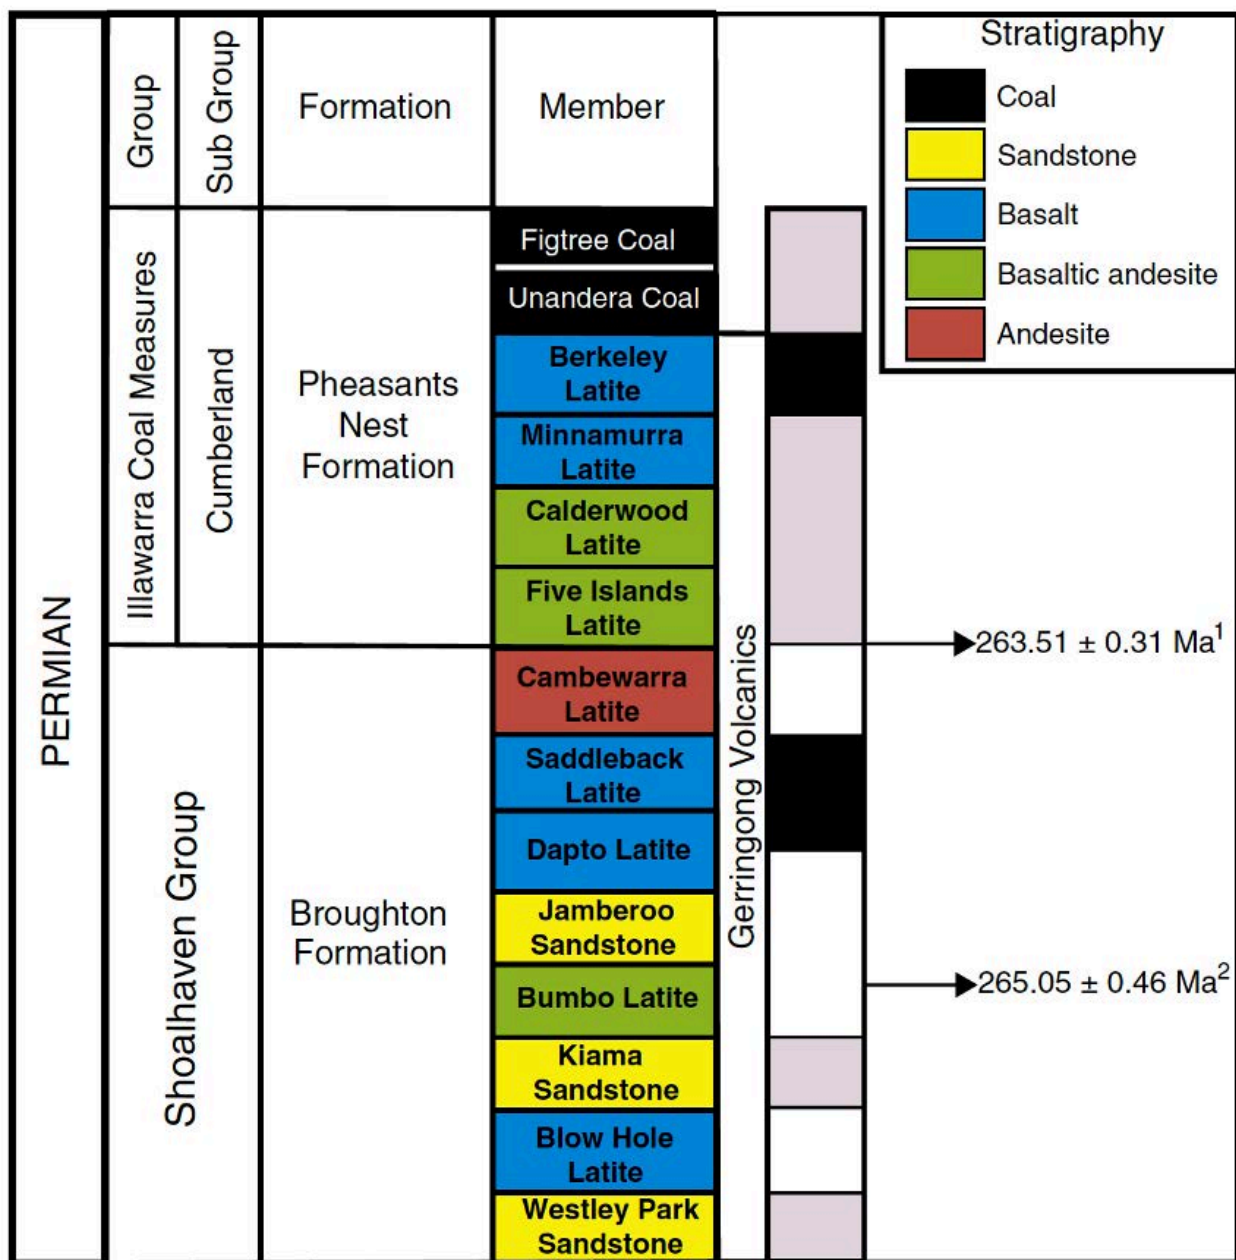 Group
Sub Group
Formation
Member
PERMIAN
Illawarra Coal Measures
Cumberland
Pheasants
Nest
Formation
Shoalhaven Group
Broughton
Formation
Figtree Coal
Unandera Coal
Berkeley
Latite
Minnamurra
Latite
Calderwood
Latite
Five Islands
Latite
Cambewarra
Latite
Saddleback
Latite
Dapto Latite
Jamberoo
Sandstone
Bumbo Latite
Kiama
Sandstone
Blow Hole
Latite
Westley Park
Sandstone
Gerringong Volcanics
263.51 ± 0.31 Ma¹
265.05 ± 0.46 Ma²
Stratigraphy
Coal
Sandstone
Basalt
Basaltic andesite
Andesite